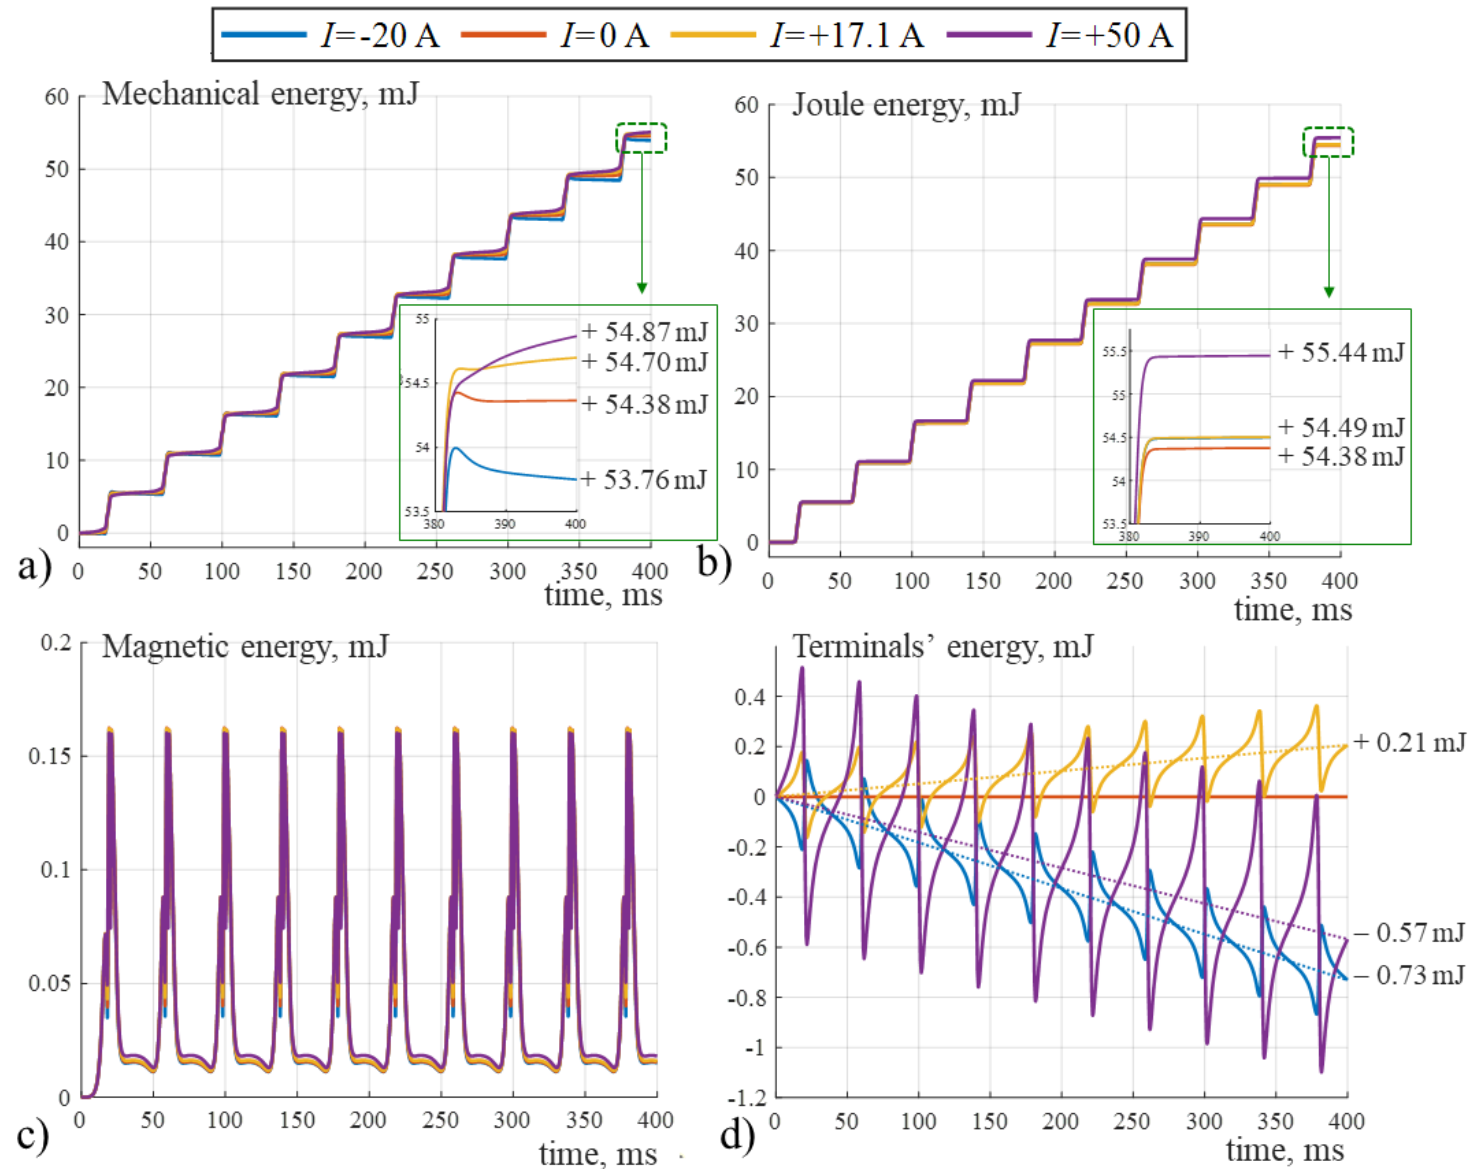 I=-20 A I=0 A I=+17.1 A I=+50 A
Mechanical energy, mJ
60
50
40
30
20
10
0
55
54.5
54
53.5
380 390 400
+ 54.87 mJ
+ 54.70 mJ
+ 54.38 mJ
+ 53.76 mJ
0 50 100 150 200 250 300 350 400
time, ms
a)
Joule energy, mJ
60
50
40
30
20
10
0
55.5
55
54.5
54
53.5
380 390 400
+ 55.44 mJ
+ 54.49 mJ
+ 54.38 mJ
0 50 100 150 200 250 300 350 400
time, ms
b)
Magnetic energy, mJ
0.2
0.15
0.1
0.05
0
0 50 100 150 200 250 300 350 400
time, ms
c)
Terminals’ energy, mJ
0.4
0.2
0
-0.2
-0.4
-0.6
-0.8
-1
-1.2
+ 0.21 mJ
− 0.57 mJ
− 0.73 mJ
0 50 100 150 200 250 300 350 400
time, ms
d)